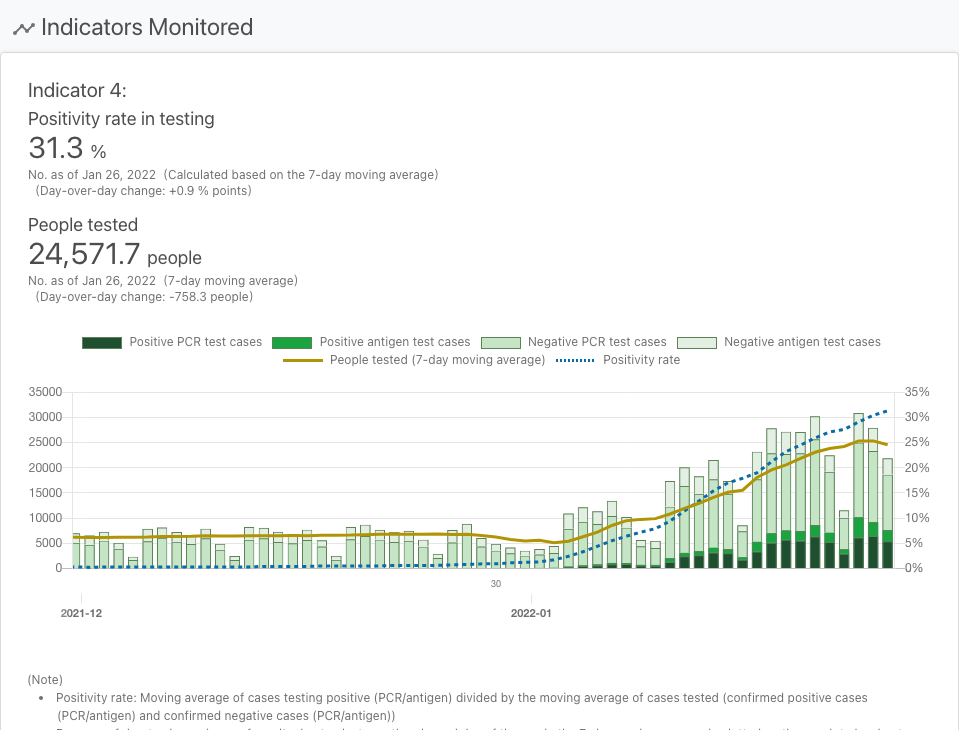 Indicators Monitored
Indicator 4:
Positivity rate in testing
31.3 %
No. as of Jan 26, 2022 (Calculated based on the 7-day moving average)
(Day-over-day change: +0.9 % points)
People tested
24,571.7 people
No. as of Jan 26, 2022 (7-day moving average)
(Day-over-day change: -758.3 people)
Positive PCR test cases Positive antigen test cases Negative PCR test cases Negative antigen test cases
People tested (7-day moving average) Positivity rate
35000 35%
30000 30%
25000 25%
20000 20%
15000 15%
10000 10%
5000 5%
0 0%
30
2021-12 2022-01
(Note)
• Positivity rate: Moving average of cases testing positive (PCR/antigen) divided by the moving average of cases tested (confirmed positive cases
(PCR/antigen) and confirmed negative cases (PCR/antigen))